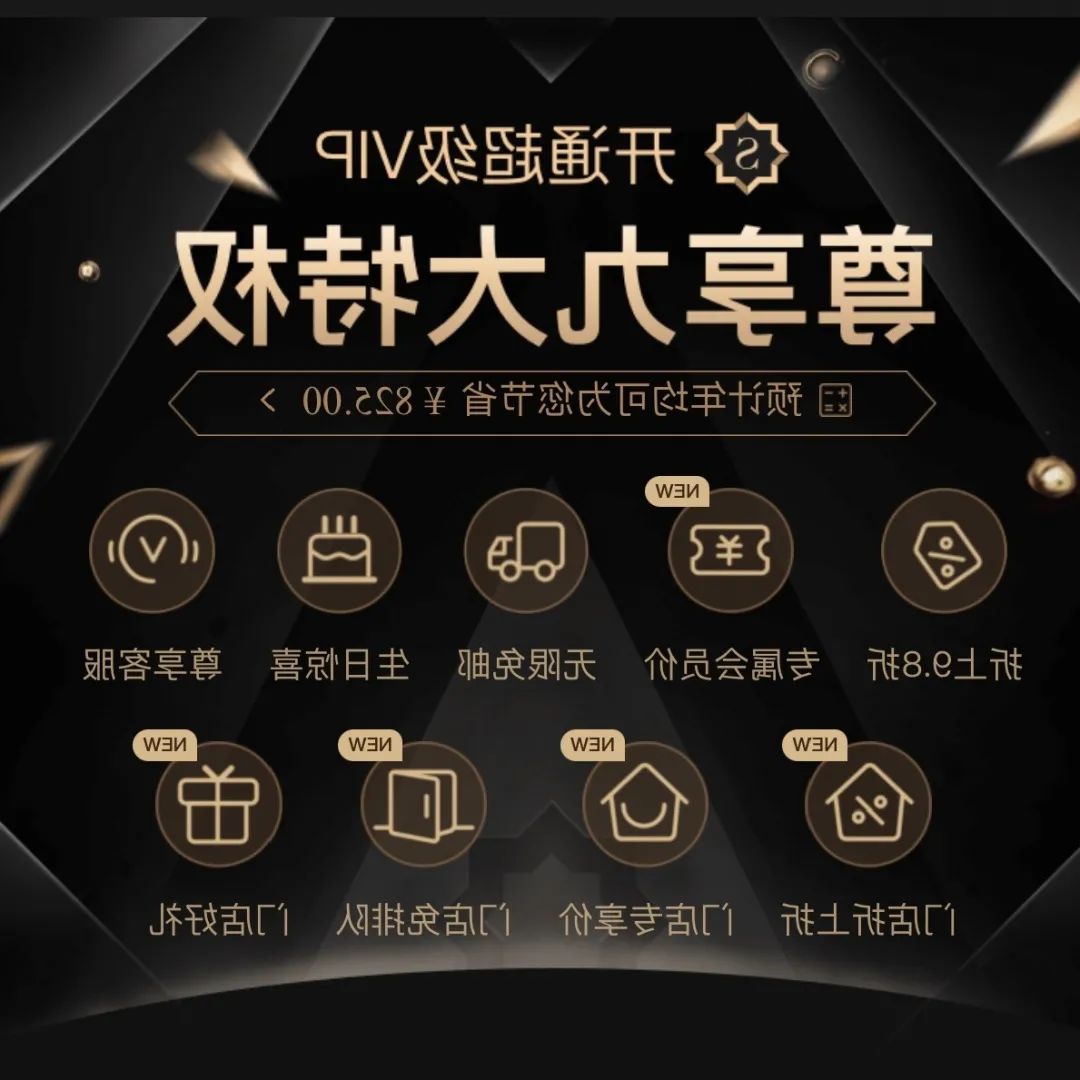 S 开通超级VIP
尊享九大特权
预计年均可为您节省 ¥ 825.00 >
NEW
折上9.8折 专属会员价 无限免邮 生日惊喜 尊享客服
NEW NEW NEW NEW
门店折上折 门店专享价 门店免排队 门店好礼